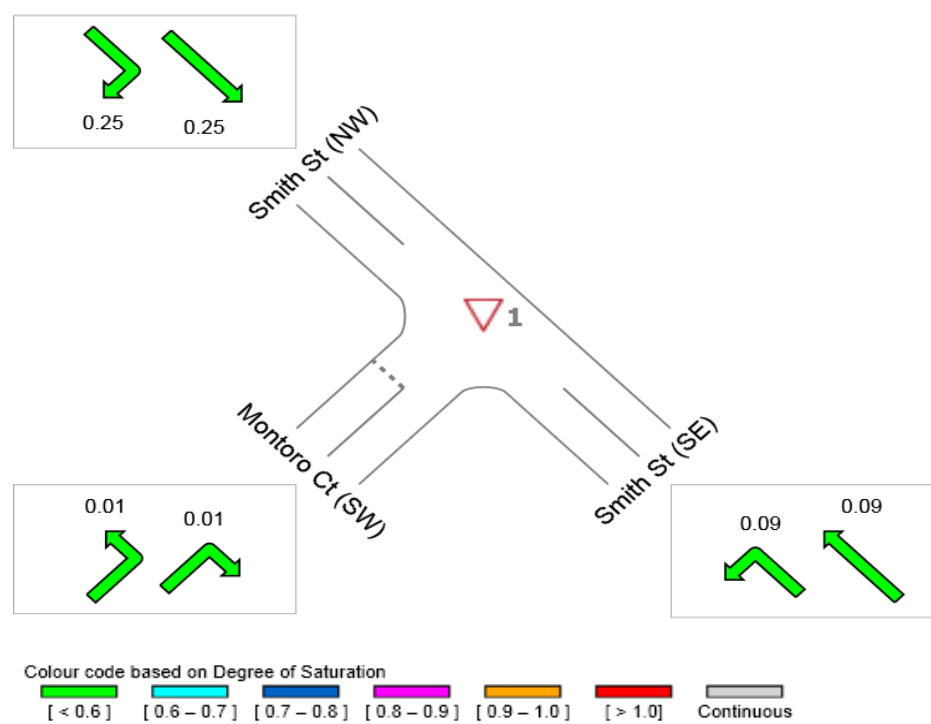 0.25
0.25
Smith St (NW)
1
Montoro Ct (SW)
Smith St (SE)
0.01
0.01
0.09
0.09
Colour code based on Degree of Saturation
[ < 0.6 ] [ 0.6 – 0.7 ] [ 0.7 – 0.8 ] [ 0.8 – 0.9 ] [ 0.9 – 1.0 ] [ > 1.0 ] Continuous